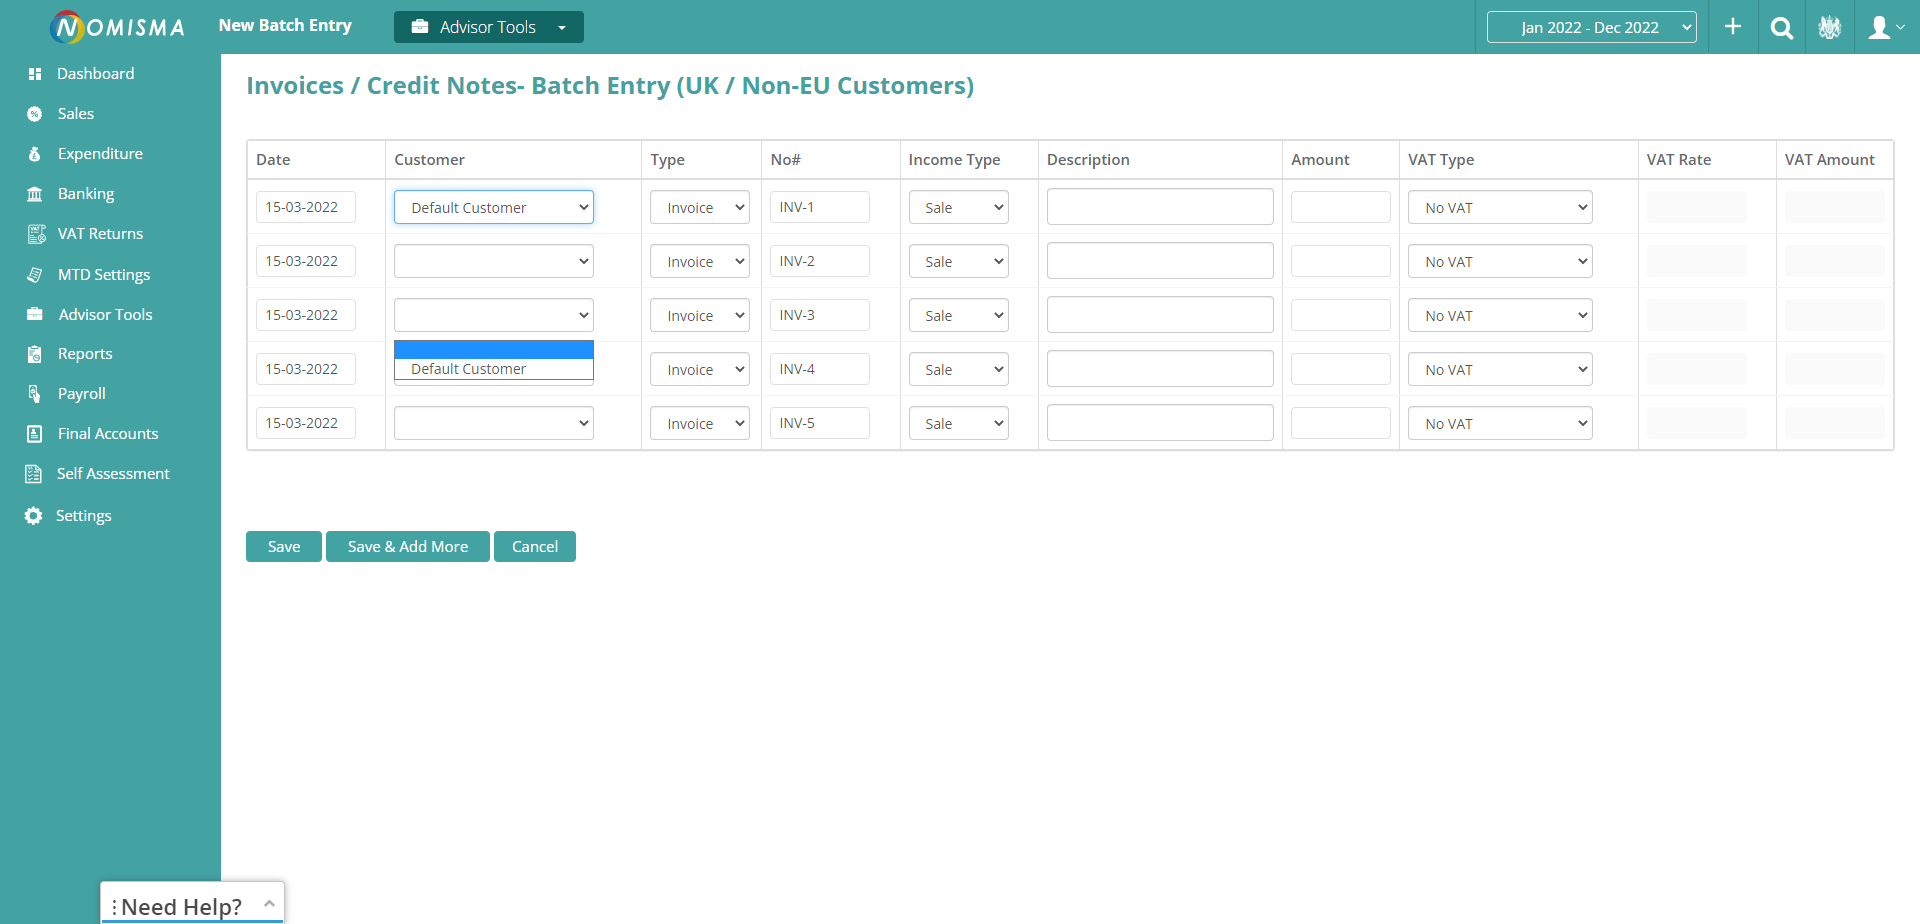 NOMISMA
New Batch Entry
Advisor Tools
Jan 2022 - Dec 2022
Dashboard
Sales
Expenditure
Banking
VAT Returns
MTD Settings
Advisor Tools
Reports
Payroll
Final Accounts
Self Assessment
Settings
Invoices / Credit Notes- Batch Entry (UK / Non-EU Customers)
Date Customer Type No# Income Type Description Amount VAT Type VAT Rate VAT Amount
15-03-2022 Default Customer Invoice INV-1 Sale No VAT
15-03-2022 Invoice INV-2 Sale No VAT
15-03-2022 Invoice INV-3 Sale No VAT
15-03-2022 Default Customer Invoice INV-4 Sale No VAT
15-03-2022 Invoice INV-5 Sale No VAT
Save Save & Add More Cancel
Need Help?